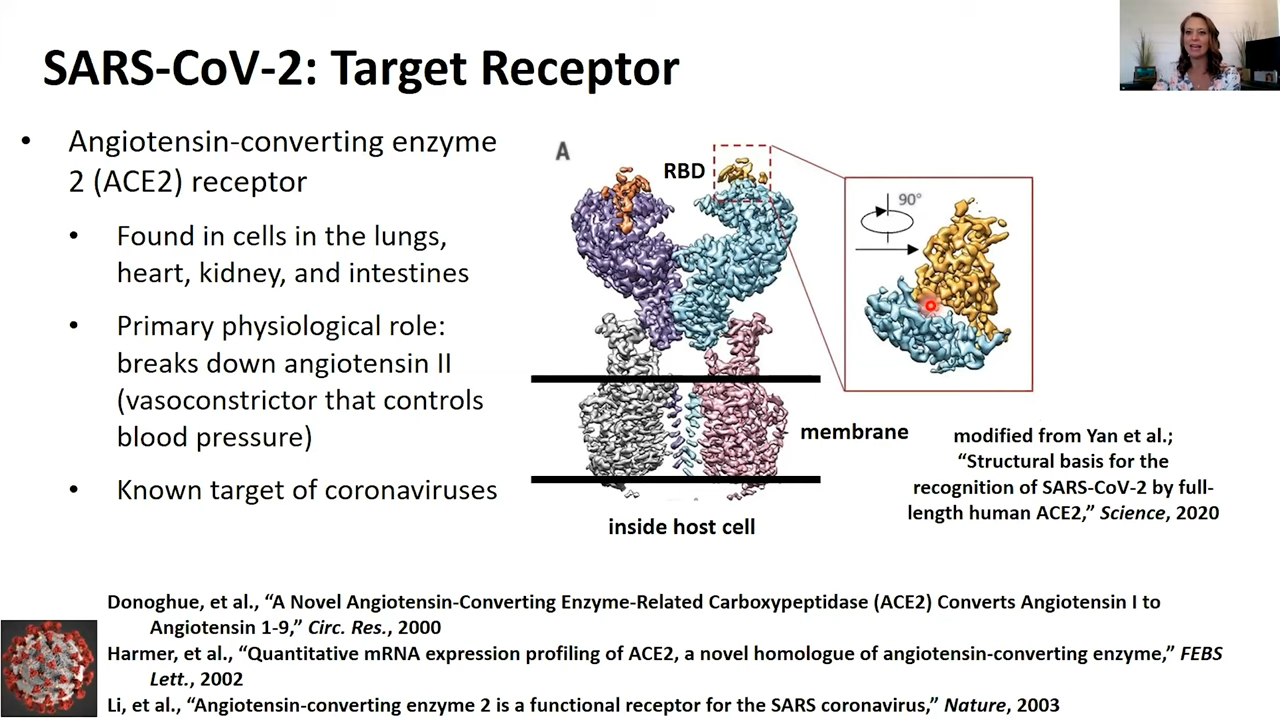 SARS-CoV-2: Target Receptor
• Angiotensin-converting enzyme
2 (ACE2) receptor
• Found in cells in the lungs,
heart, kidney, and intestines
• Primary physiological role:
breaks down angiotensin II
(vasoconstrictor that controls
blood pressure)
• Known target of coronaviruses
A
RBD
90°
membrane
inside host cell
modified from Yan et al.;
“Structural basis for the
recognition of SARS-CoV-2 by full-
length human ACE2,” Science, 2020
Donoghue, et al., “A Novel Angiotensin-Converting Enzyme-Related Carboxypeptidase (ACE2) Converts Angiotensin I to
Angiotensin 1-9,” Circ. Res., 2000
Harmer, et al., “Quantitative mRNA expression profiling of ACE2, a novel homologue of angiotensin-converting enzyme,” FEBS
Lett., 2002
Li, et al., “Angiotensin-converting enzyme 2 is a functional receptor for the SARS coronavirus,” Nature, 2003